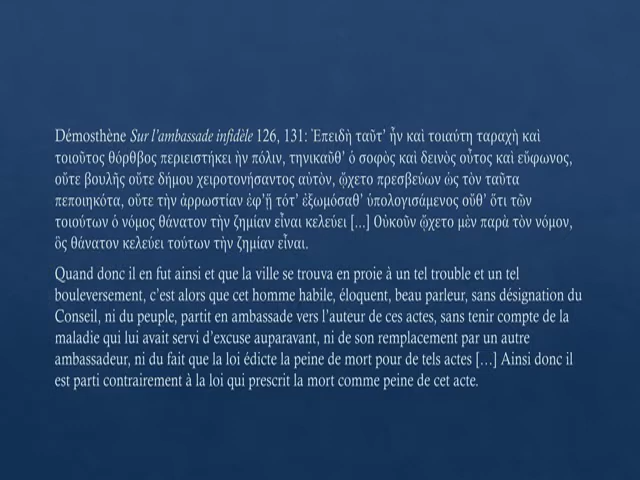 Démosthène Sur l’ambassade infidèle 126, 131: Ἐπειδὴ ταῦτ’ ἦν καὶ τοιαύτη ταραχὴ καὶ
τοιοῦτος θόρθβος περιειστήκει ἠν πόλιν, τηνικαῦθ’ ὁ σοφὸς καὶ δεινὸς οὗτος καὶ εὔφωνος,
οὔτε βουλῆς οὔτε δήμου χειροτονήσαντος αὐτὸν, ᾤχετο πρεσβεύων ὡς τὸν ταῦτα
πεποιηκότα, οὔτε τὴν ἀρρωστίαν ἐφ’ᾗ τότ’ ἐξωμόσαθ’ ὑπολογισάμενος οὔθ’ ὅτι τῶν
τοιούτων ὁ νόμος θάνατον τὴν ζημίαν εἶναι κελεύει [...] Οὐκοῦν ᾤχετο μὲν παρὰ τὸν νόμον,
ὃς θάνατον κελεύει τούτων τὴν ζημίαν εἶναι.
Quand donc il en fut ainsi et que la ville se trouva en proie à un tel trouble et un tel
bouleversement, c’est alors que cet homme habile, éloquent, beau parleur, sans désignation du
Conseil, ni du peuple, partit en ambassade vers l’auteur de ces actes, sans tenir compte de la
maladie qui lui avait servi d’excuse auparavant, ni de son remplacement par un autre
ambassadeur, ni du fait que la loi édicte la peine de mort pour de tels actes […] Ainsi donc il
est parti contrairement à la loi qui prescrit la mort comme peine de cet acte.